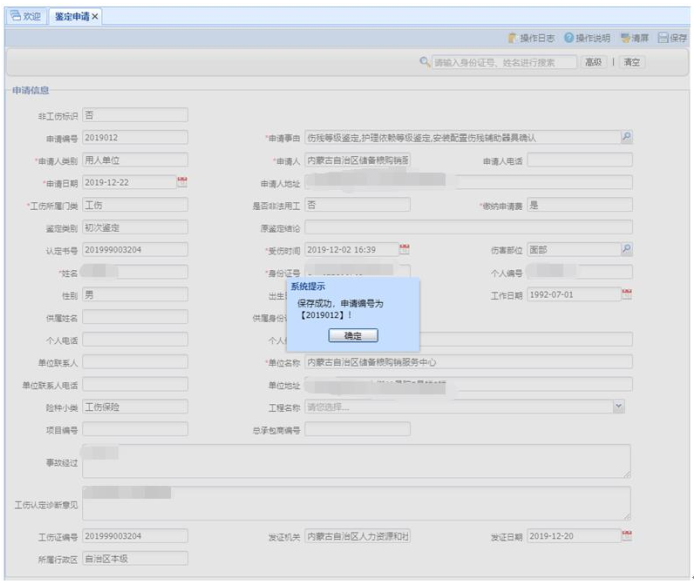 欢迎 鉴定申请 ×
操作日志 操作说明 清屏 保存
请输入身份证号、姓名进行搜索 高级 | 清空
申请信息
非工伤标识 否
申请编号 2019012 *申请事由 伤残等级鉴定,护理依赖等级鉴定,安装配置伤残辅助器具确认
*申请人类别 用人单位 *申请人 内蒙古自治区储备粮购销服 申请人电话
*申请日期 2019-12-22 申请人地址
*工伤所属门类 工伤 是否非法用工 否 *缴纳申请费 是
鉴定类别 初次鉴定 原鉴定结论
认定书号 201999003204 *受伤时间 2019-12-02 16:39 伤害部位 面部
*姓名 *身份证号 个人编号
性别 男 出生 工作日期 1992-07-01
供属姓名 供属身份
个人电话 个人
单位联系人 *单位名称 内蒙古自治区储备粮购销服务中心
单位联系人电话 单位地址
险种小类 工伤保险 工程名称 请您选择...
项目编号 总承包商编号
事故经过
工伤认定诊断意见
工伤证编号 201999003204 发证机关 内蒙古自治区人力资源和社 发证日期 2019-12-20
所属行政区 自治区本级
系统提示
保存成功，申请编号为
【2019012】！
确定